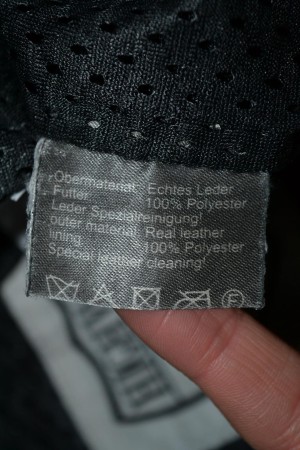 Obermaterial: Echtes Leder
Futter: 100% Polyester
Leder Spezialreinigung!
outer material: Real leather
lining: 100% Polyester
Special leather cleaning!
F